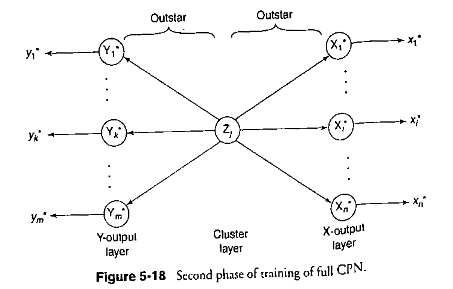 Outstar Outstar
y1* Y1* X1* x1*
yk* Yk* Zj Xi* xi*
ym* Ym* Xn* xn*
Y-output layer
Cluster layer
X-output layer
Figure 5-18 Second phase of training of full CPN.